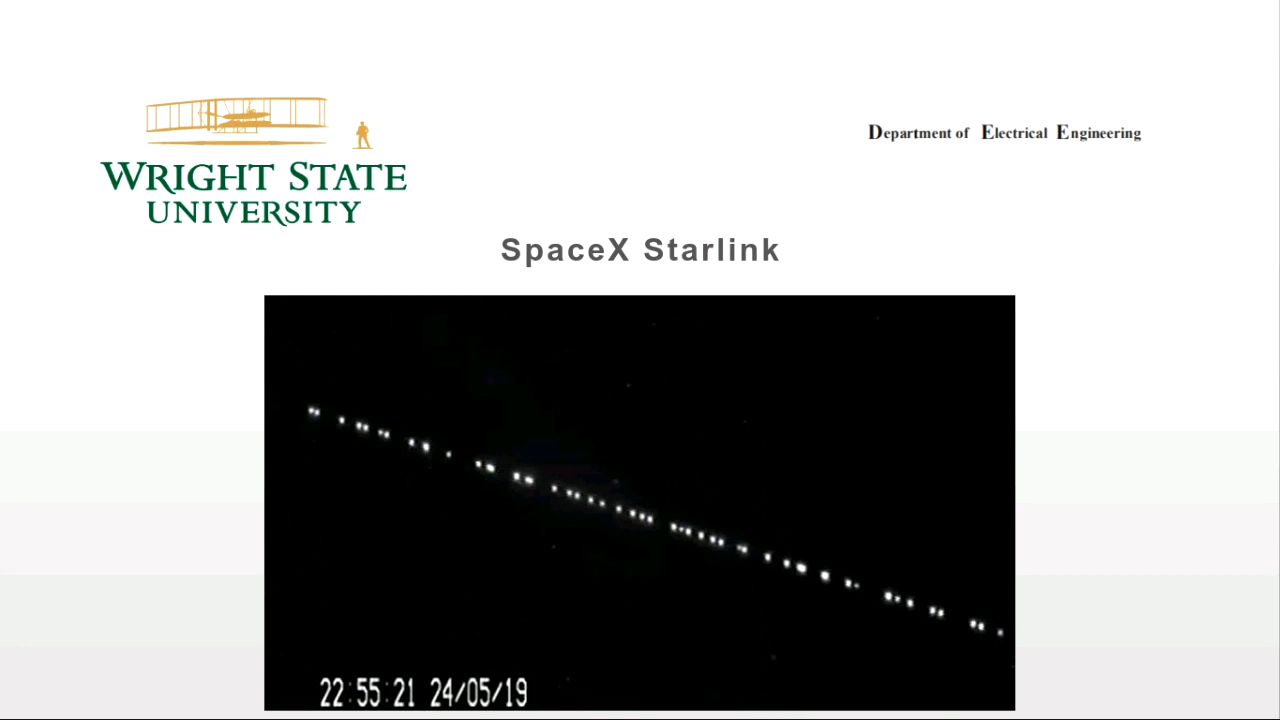 WRIGHT STATE
UNIVERSITY
Department of Electrical Engineering
SpaceX Starlink
22:55:21 24/05/19